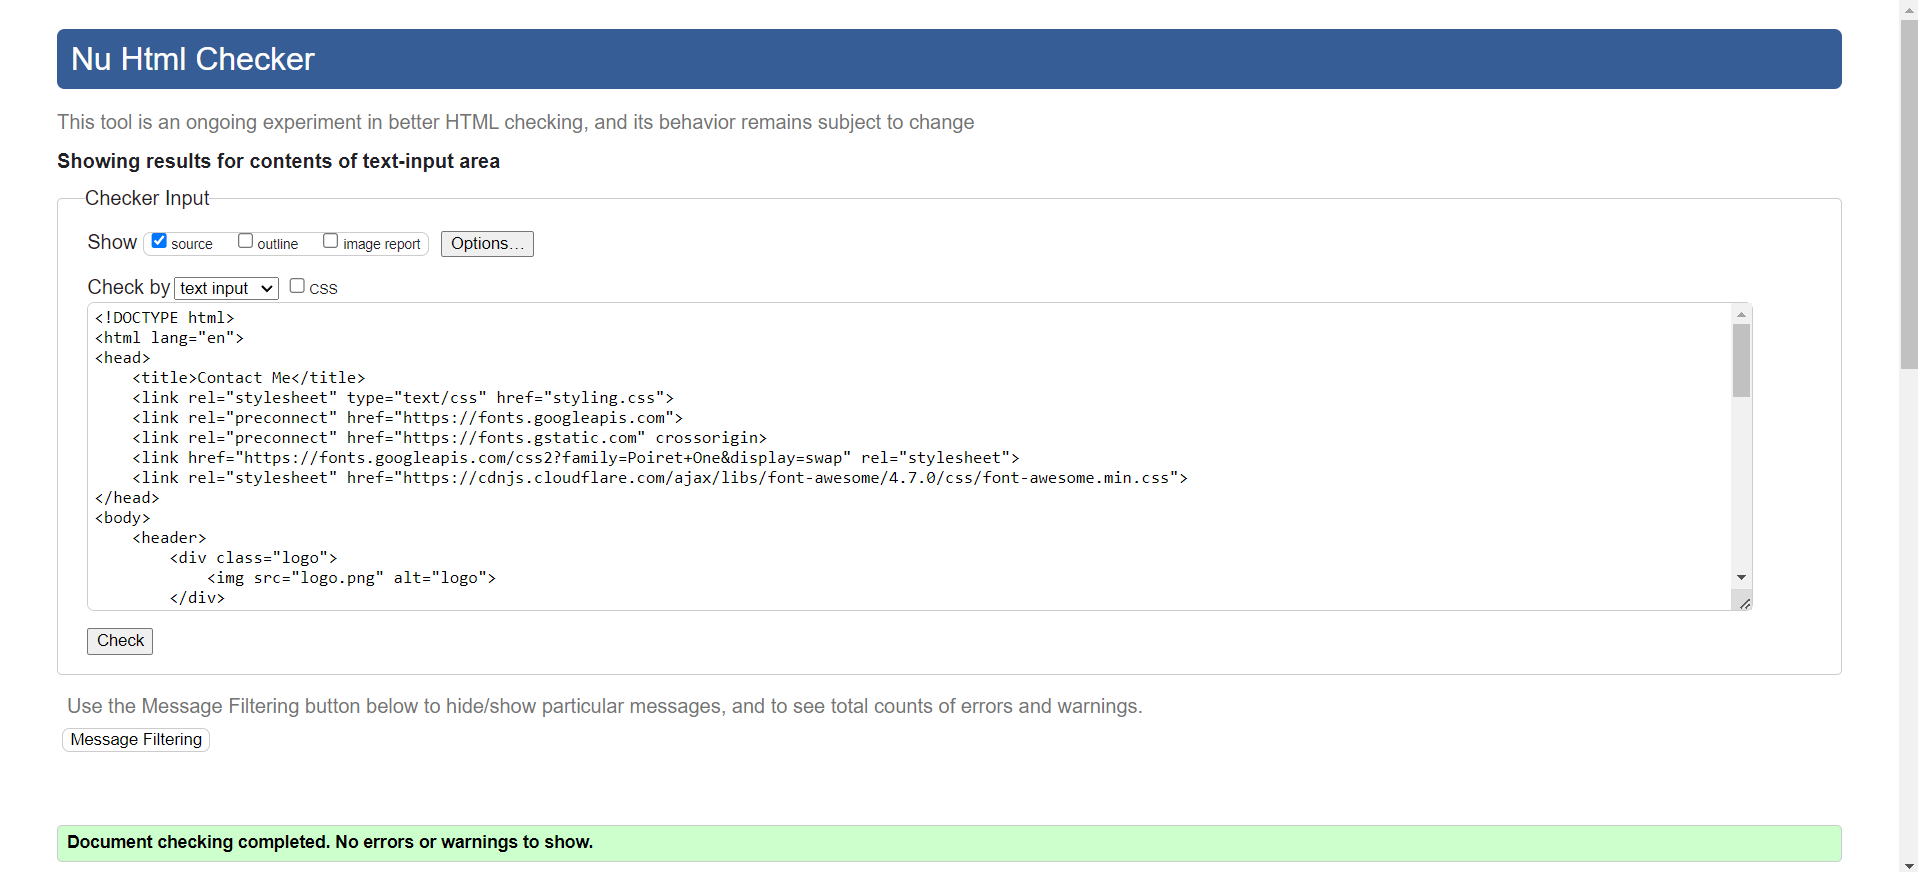 Nu Html Checker
This tool is an ongoing experiment in better HTML checking, and its behavior remains subject to change
Showing results for contents of text-input area
Checker Input
Show source outline image report Options...
Check by text input CSS
<!DOCTYPE html>
<html lang="en">
<head>
    <title>Contact Me</title>
    <link rel="stylesheet" type="text/css" href="styling.css">
    <link rel="preconnect" href="https://fonts.googleapis.com">
    <link rel="preconnect" href="https://fonts.gstatic.com" crossorigin>
    <link href="https://fonts.googleapis.com/css2?family=Poiret+One&display=swap" rel="stylesheet">
    <link rel="stylesheet" href="https://cdnjs.cloudflare.com/ajax/libs/font-awesome/4.7.0/css/font-awesome.min.css">
</head>
<body>
    <header>
        <div class="logo">
            <img src="logo.png" alt="logo">
        </div>
Check
Use the Message Filtering button below to hide/show particular messages, and to see total counts of errors and warnings.
Message Filtering
Document checking completed. No errors or warnings to show.